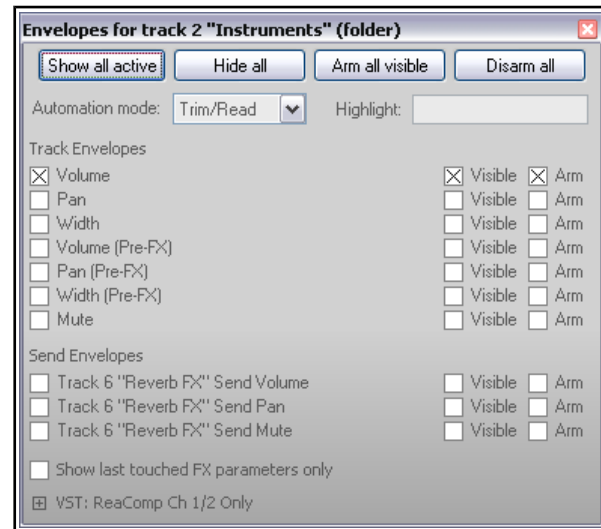 Envelopes for track 2 "Instruments" (folder)
Show all active Hide all Arm all visible Disarm all
Automation mode: Trim/Read Highlight:
Track Envelopes
Volume Visible Arm
Pan Visible Arm
Width Visible Arm
Volume (Pre-FX) Visible Arm
Pan (Pre-FX) Visible Arm
Width (Pre-FX) Visible Arm
Mute Visible Arm
Send Envelopes
Track 6 "Reverb FX" Send Volume Visible Arm
Track 6 "Reverb FX" Send Pan Visible Arm
Track 6 "Reverb FX" Send Mute Visible Arm
Show last touched FX parameters only
VST: ReaComp Ch 1/2 Only